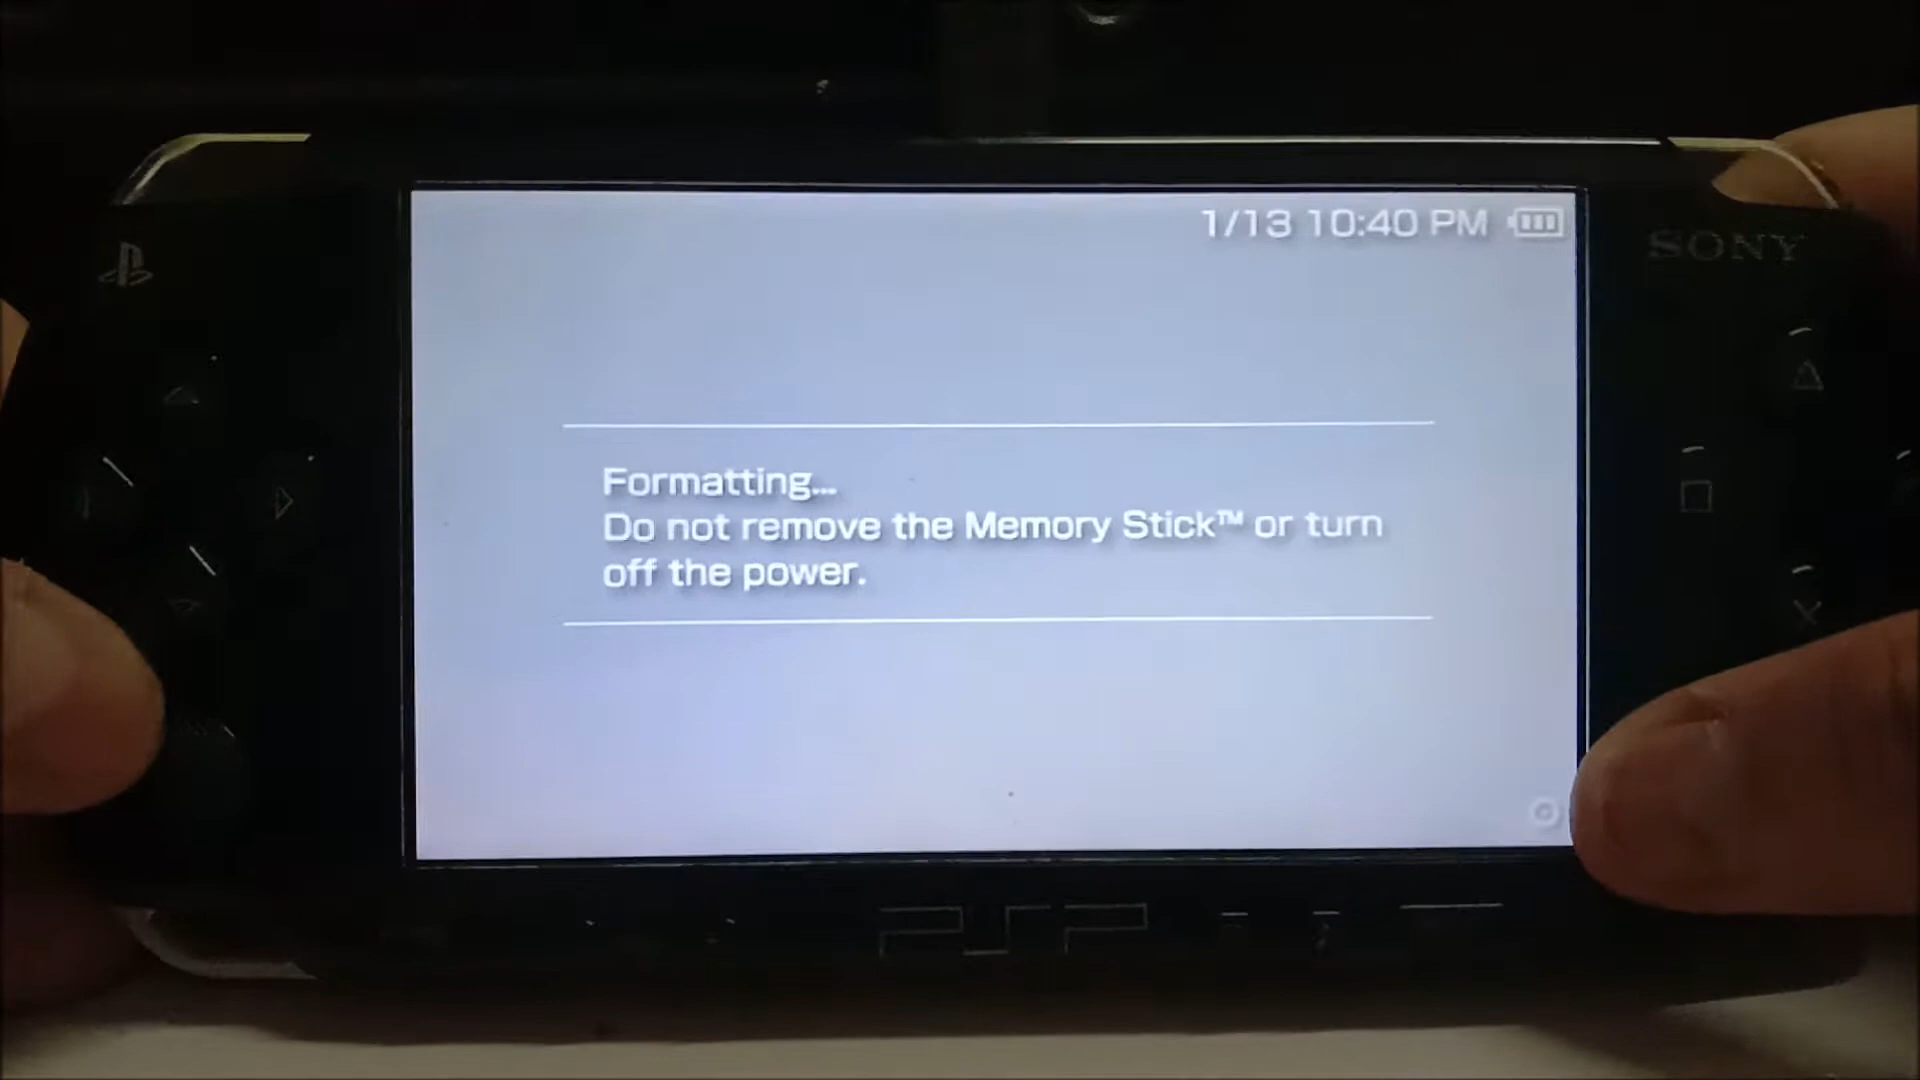 1/13 10:40 PM
SONY
Formatting...
Do not remove the Memory Stick™ or turn
off the power.
PSP